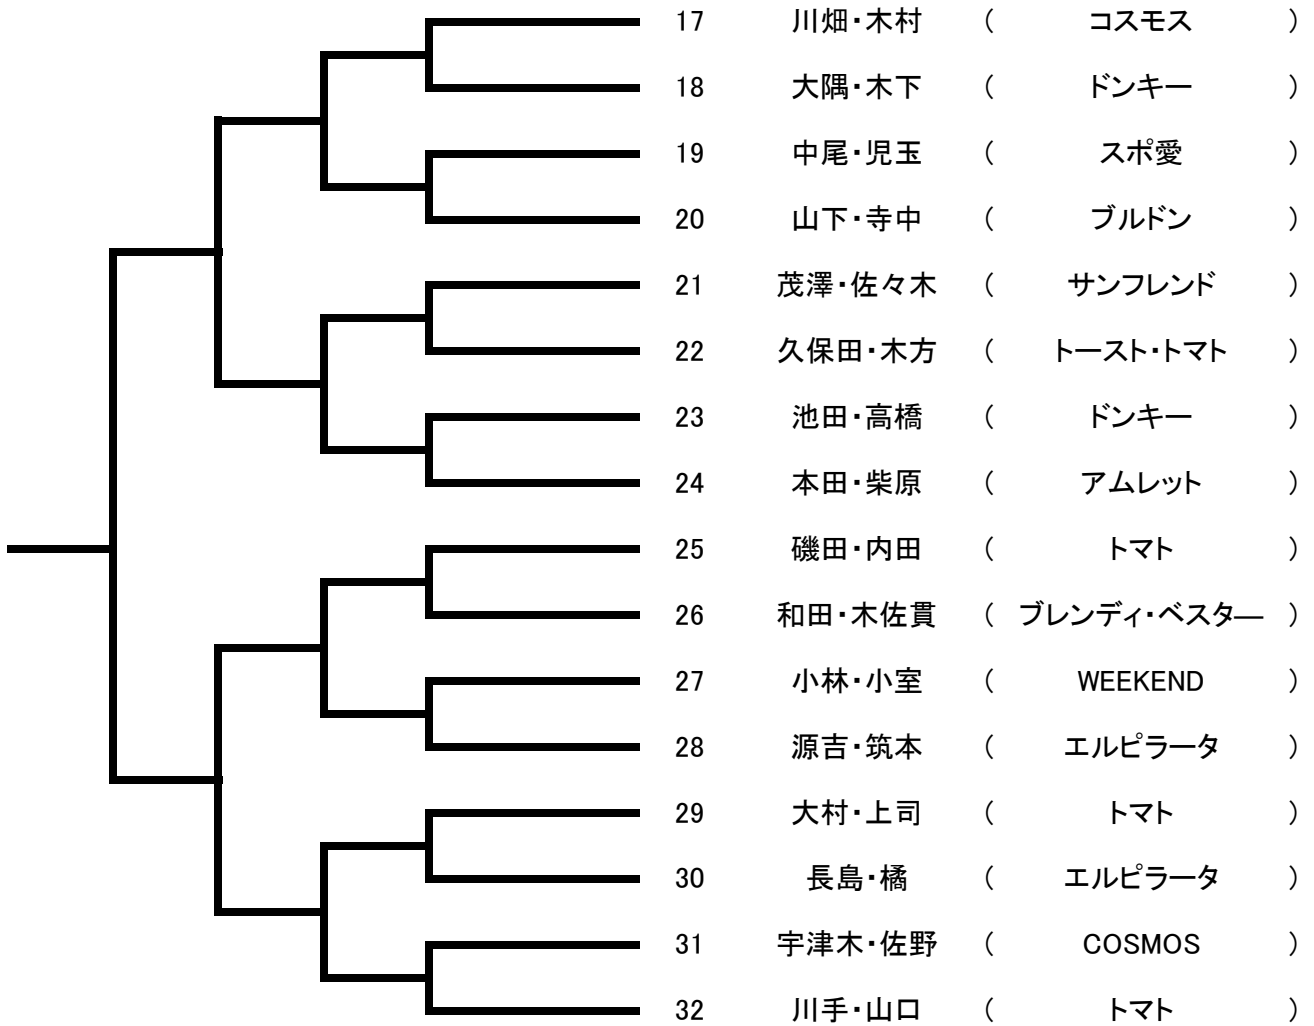 17 川畑・木村 ( コスモス )
18 大隅・木下 ( ドンキー )
19 中尾・児玉 ( スポ愛 )
20 山下・寺中 ( ブルドン )
21 茂澤・佐々木 ( サンフレンド )
22 久保田・木方 ( トースト・トマト )
23 池田・高橋 ( ドンキー )
24 本田・柴原 ( アムレット )
25 磯田・内田 ( トマト )
26 和田・木佐貫 ( ブレンディ・ベスタ― )
27 小林・小室 ( WEEKEND )
28 源吉・筑本 ( エルピラータ )
29 大村・上司 ( トマト )
30 長島・橘 ( エルピラータ )
31 宇津木・佐野 ( COSMOS )
32 川手・山口 ( トマト )